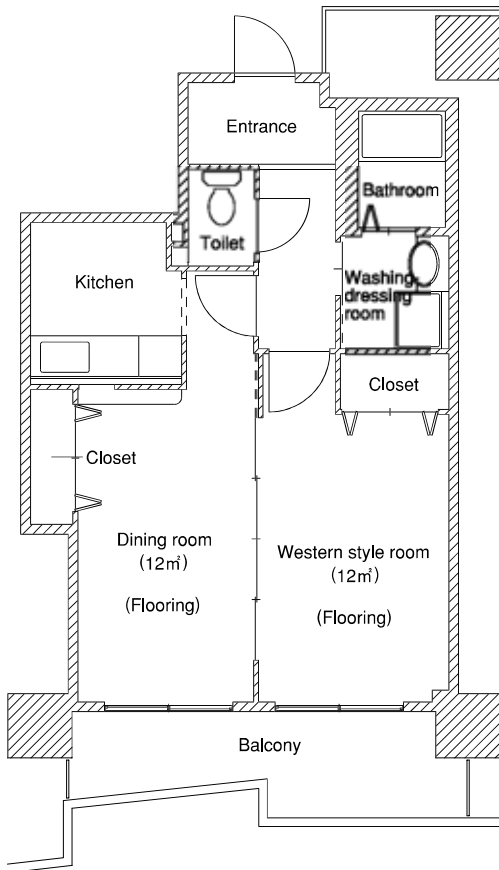 Entrance
Bathroom
Toilet
Kitchen
Washing-
dressing
room
Closet
Closet
Dining room
(12㎡)
(Flooring)
Western style room
(12㎡)
(Flooring)
Balcony